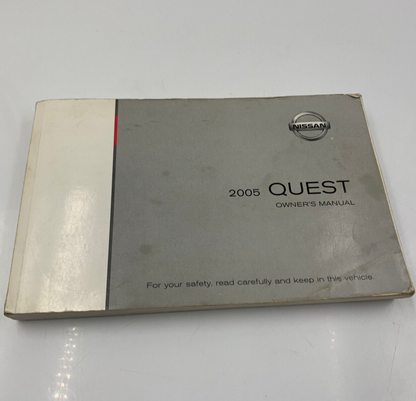 NISSAN
2005 QUEST
OWNER'S MANUAL
For your safety, read carefully and keep in this vehicle.